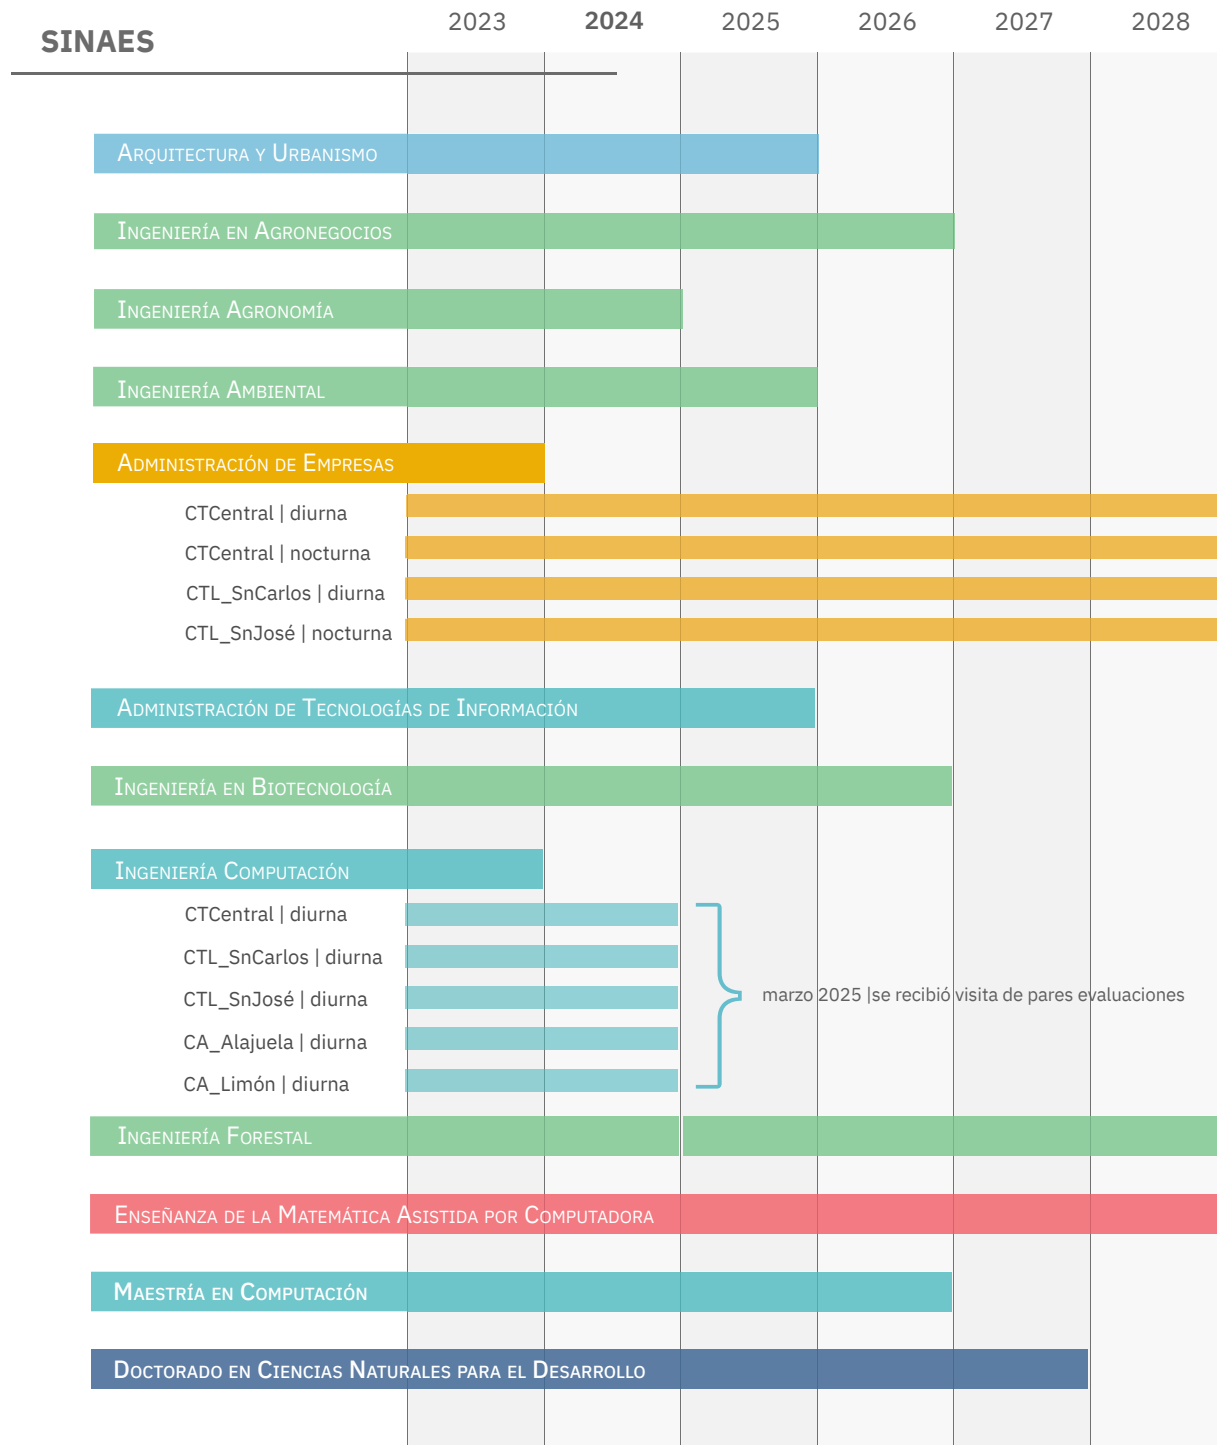 SINAES
2023 2024 2025 2026 2027 2028
Arquitectura y Urbanismo
Ingeniería en Agronegocios
Ingeniería Agronomía
Ingeniería Ambiental
Administración de Empresas
CTCentral | diurna
CTCentral | nocturna
CTL_SnCarlos | diurna
CTL_SnJosé | nocturna
Administración de Tecnologías de Información
Ingeniería en Biotecnología
Ingeniería Computación
CTCentral | diurna
CTL_SnCarlos | diurna
CTL_SnJosé | diurna
marzo 2025 |se recibió visita de pares evaluaciones
CA_Alajuela | diurna
CA_Limón | diurna
Ingeniería Forestal
Enseñanza de la Matemática Asistida por Computadora
Maestría en Computación
Doctorado en Ciencias Naturales para el Desarrollo